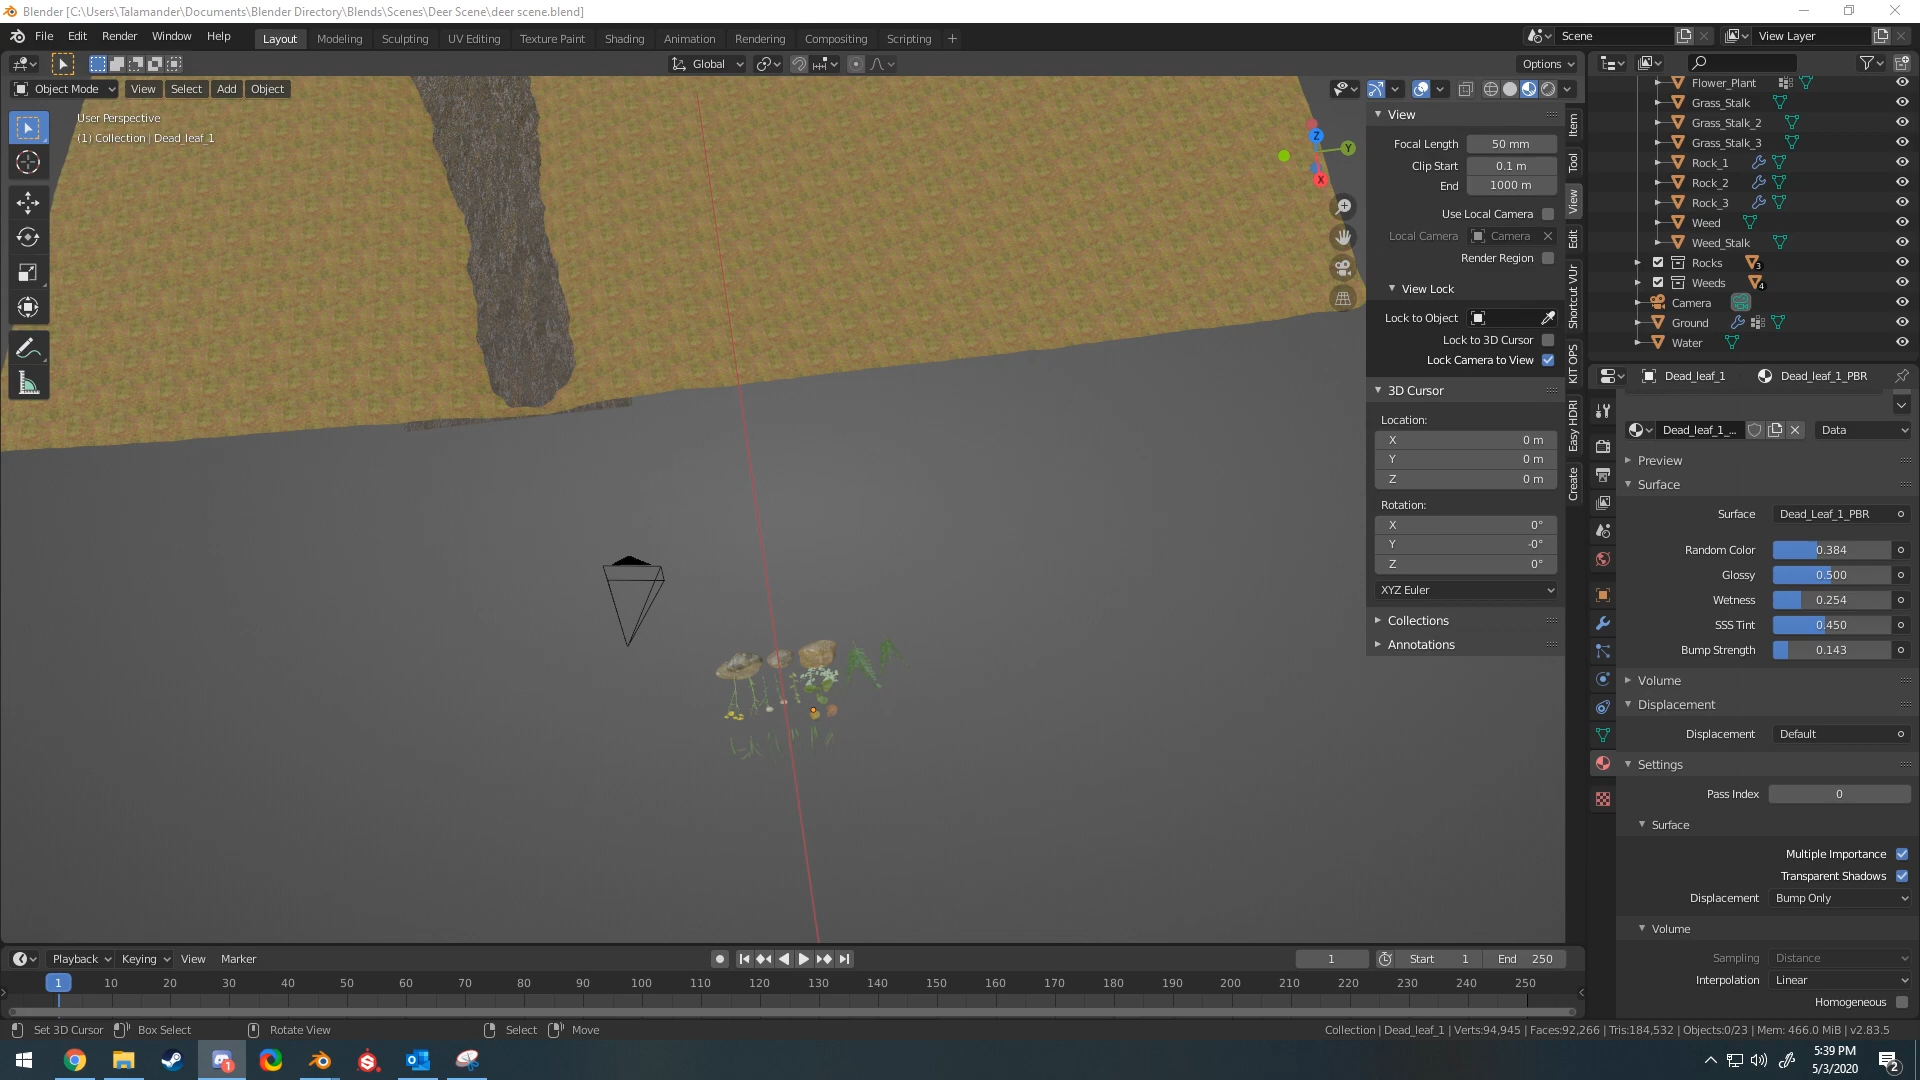 Blender [C:\Users\Talamander\Documents\Blender Directory\Blends\Scenes\Deer Scene\deer scene.blend]
File Edit Render Window Help Layout Modeling Sculpting UV Editing Texture Paint Shading Animation Rendering Compositing Scripting + Scene View Layer
Global Options
Object Mode View Select Add Object
User Perspective
(1) Collection | Dead_leaf_1
Z
Y
X
View
Focal Length 50 mm
Clip Start 0.1 m
End 1000 m
Use Local Camera
Local Camera Camera
Render Region
View Lock
Lock to Object
Lock to 3D Cursor
Lock Camera to View
3D Cursor
Location:
X 0 m
Y 0 m
Z 0 m
Rotation:
X 0°
Y -0°
Z 0°
XYZ Euler
Collections
Annotations
Item
Tool
View
Edit
Shortcut VUr
KIT OPS
Easy HDRI
Create
Flower_Plant
Grass_Stalk
Grass_Stalk_2
Grass_Stalk_3
Rock_1
Rock_2
Rock_3
Weed
Weed_Stalk
Rocks 3
Weeds 4
Camera
Ground
Water
Dead_leaf_1 Dead_leaf_1_PBR
Dead_leaf_1_... Data
Preview
Surface
Surface Dead_Leaf_1_PBR
Random Color 0.384
Glossy 0.500
Wetness 0.254
SSS Tint 0.450
Bump Strength 0.143
Volume
Displacement
Displacement Default
Settings
Pass Index 0
Surface
Multiple Importance
Transparent Shadows
Displacement Bump Only
Volume
Sampling Distance
Interpolation Linear
Homogeneous
Playback Keying View Marker 1 Start 1 End 250
1 10 20 30 40 50 60 70 80 90 100 110 120 130 140 150 160 170 180 190 200 210 220 230 240 250
Set 3D Cursor Box Select Rotate View Select Move Collection | Dead_leaf_1 | Verts:94,945 | Faces:92,266 | Tris:184,532 | Objects:0/23 | Mem: 466.0 MiB | v2.83.5
1
5:39 PM
5/3/2020
2